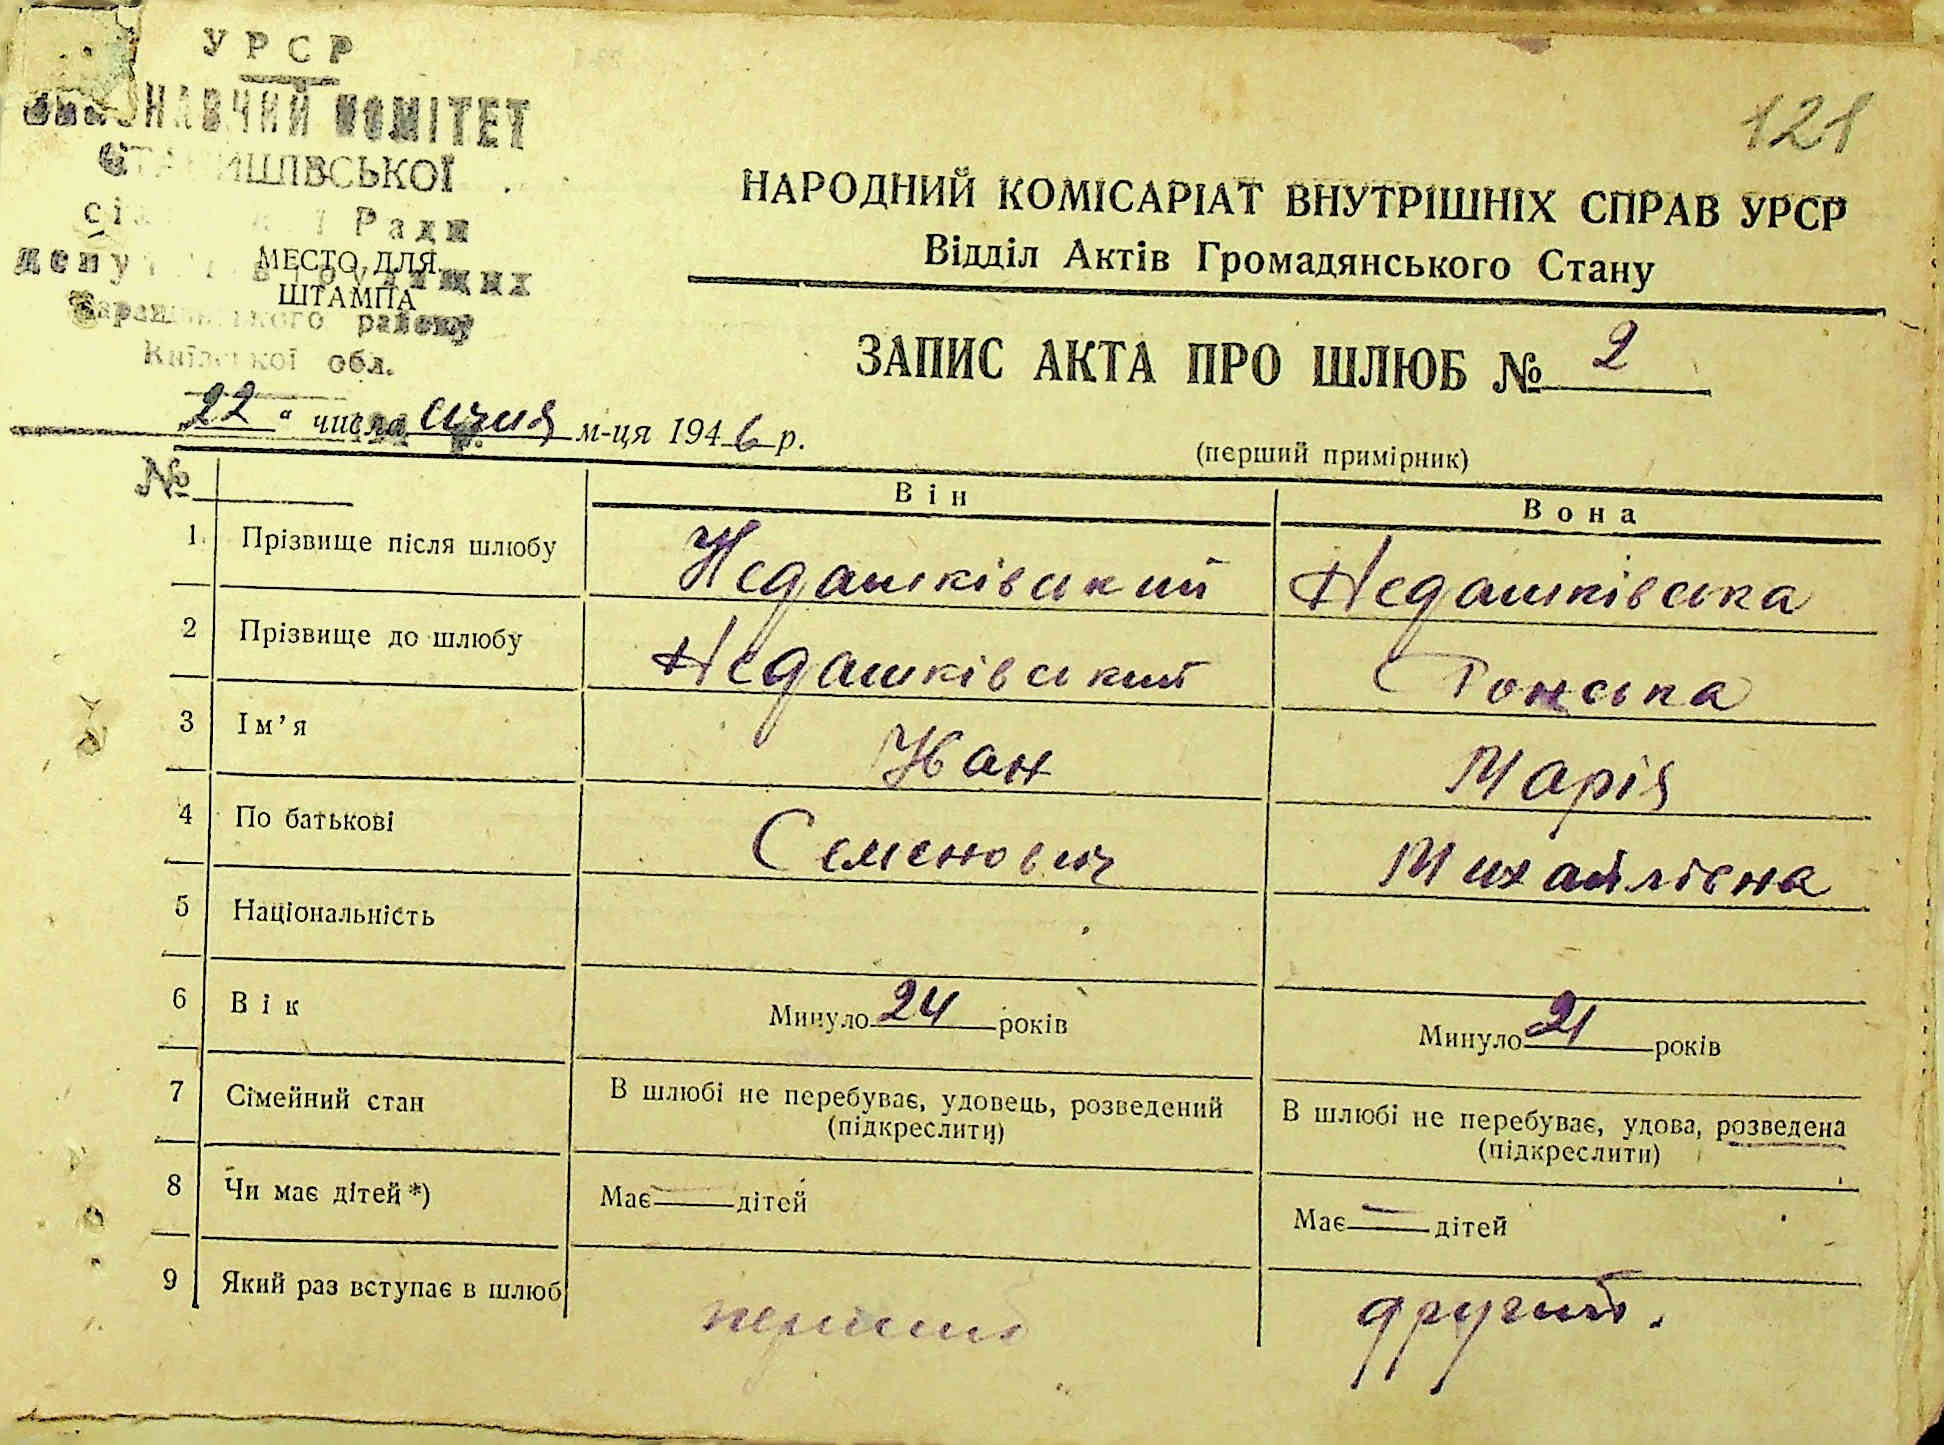 121
УРСР
ВИКОНАВЧИЙ КОМІТЕТ
СТАНИШІВСЬКОЇ
Ради
МЕСТО ДЛЯ
ШТАМПА
району
Київської обл.
НАРОДНИЙ КОМІСАРІАТ ВНУТРІШНІХ СПРАВ УРСР
Відділ Актів Громадянського Стану
ЗАПИС АКТА ПРО ШЛЮБ № 2
„22“ числа січня м-ця 1946 р.
(перший примірник)
№
Він Вона
1. Прізвище після шлюбу Недашківський Недашківська
2 Прізвище до шлюбу Недашківський Гонська
3 Ім’я Іван Марія
4 По батькові Семенович Михайлівна
5 Національність
6 Вік Минуло 24 років Минуло 21 років
7 Сімейний стан В шлюбі не перебуває, удовець, розведений (підкреслити) В шлюбі не перебуває, удова, розведена (підкреслити)
8 Чи має дітей*) Має — дітей Має — дітей
9 Який раз вступає в шлюб перший другий.